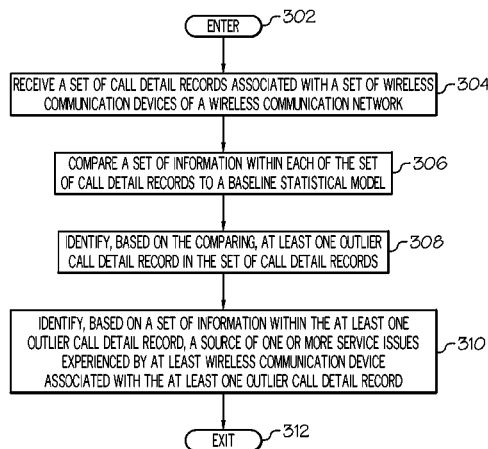 ENTER
302
RECEIVE A SET OF CALL DETAIL RECORDS ASSOCIATED WITH A SET OF WIRELESS
COMMUNICATION DEVICES OF A WIRELESS COMMUNICATION NETWORK
304
COMPARE A SET OF INFORMATION WITHIN EACH OF THE SET
OF CALL DETAIL RECORDS TO A BASELINE STATISTICAL MODEL
306
IDENTIFY, BASED ON THE COMPARING, AT LEAST ONE OUTLIER
CALL DETAIL RECORD IN THE SET OF CALL DETAIL RECORDS
308
IDENTIFY, BASED ON A SET OF INFORMATION WITHIN THE AT LEAST ONE
OUTLIER CALL DETAIL RECORD, A SOURCE OF ONE OR MORE SERVICE ISSUES
EXPERIENCED BY AT LEAST WIRELESS COMMUNICATION DEVICE
ASSOCIATED WITH THE AT LEAST ONE OUTLIER CALL DETAIL RECORD
310
EXIT
312